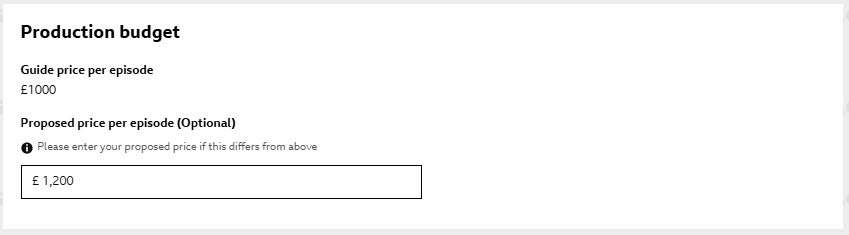 Production budget
Guide price per episode
£1000
Proposed price per episode (Optional)
Please enter your proposed price if this differs from above
£ 1,200